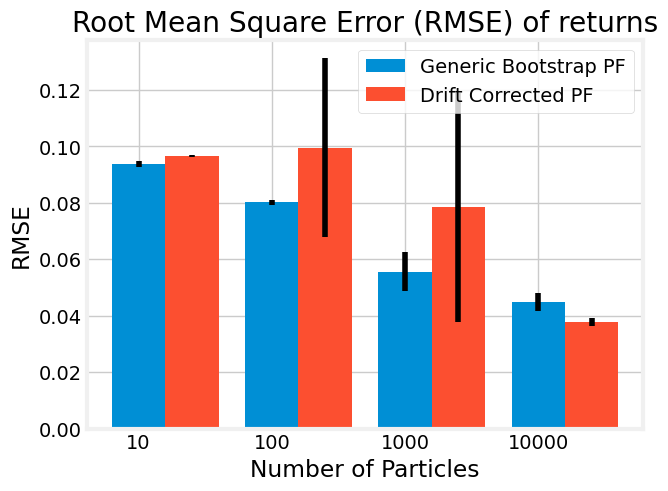 Root Mean Square Error (RMSE) of returns
Generic Bootstrap PF
Drift Corrected PF
RMSE
0.12
0.10
0.08
0.06
0.04
0.02
0.00
10
100
1000
10000
Number of Particles